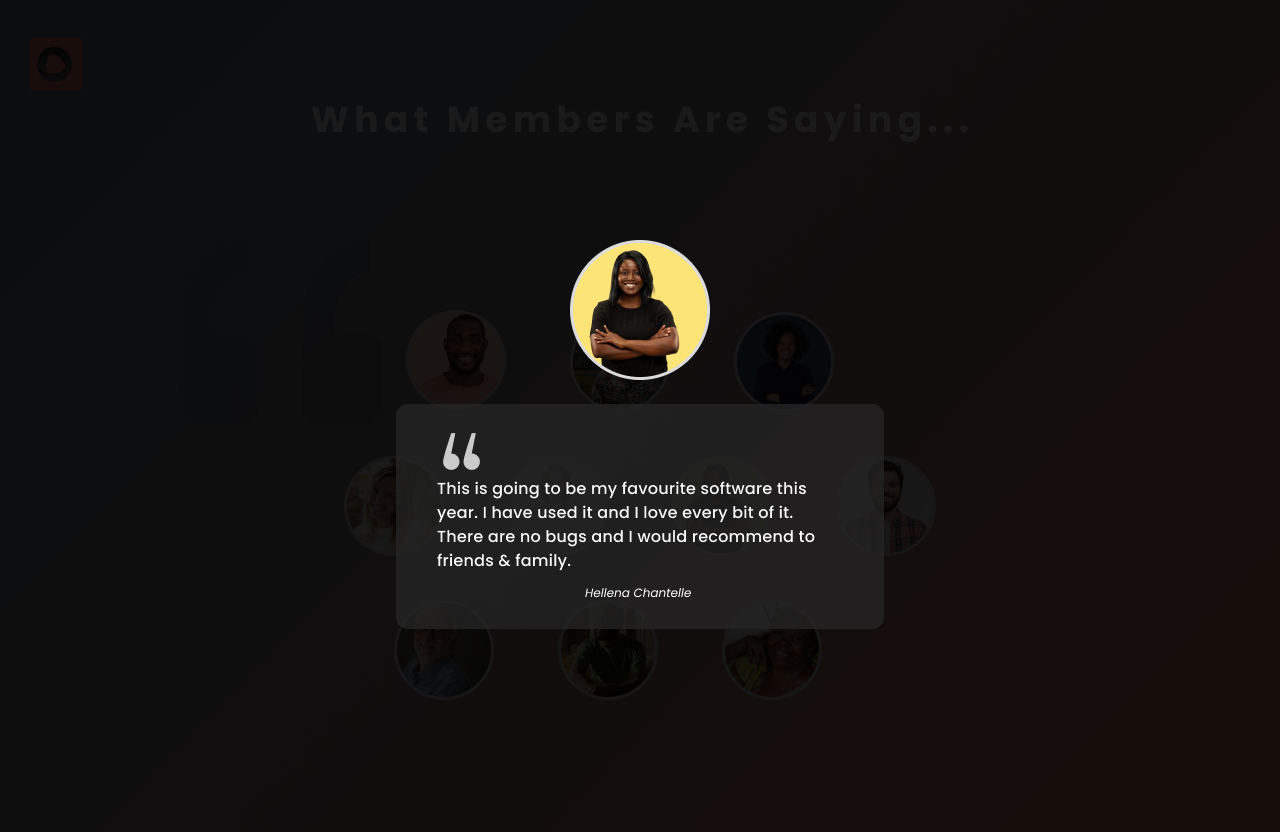 What Members Are Saying...
“
This is going to be my favourite software this
year. I have used it and I love every bit of it.
There are no bugs and I would recommend to
friends & family.
Hellena Chantelle